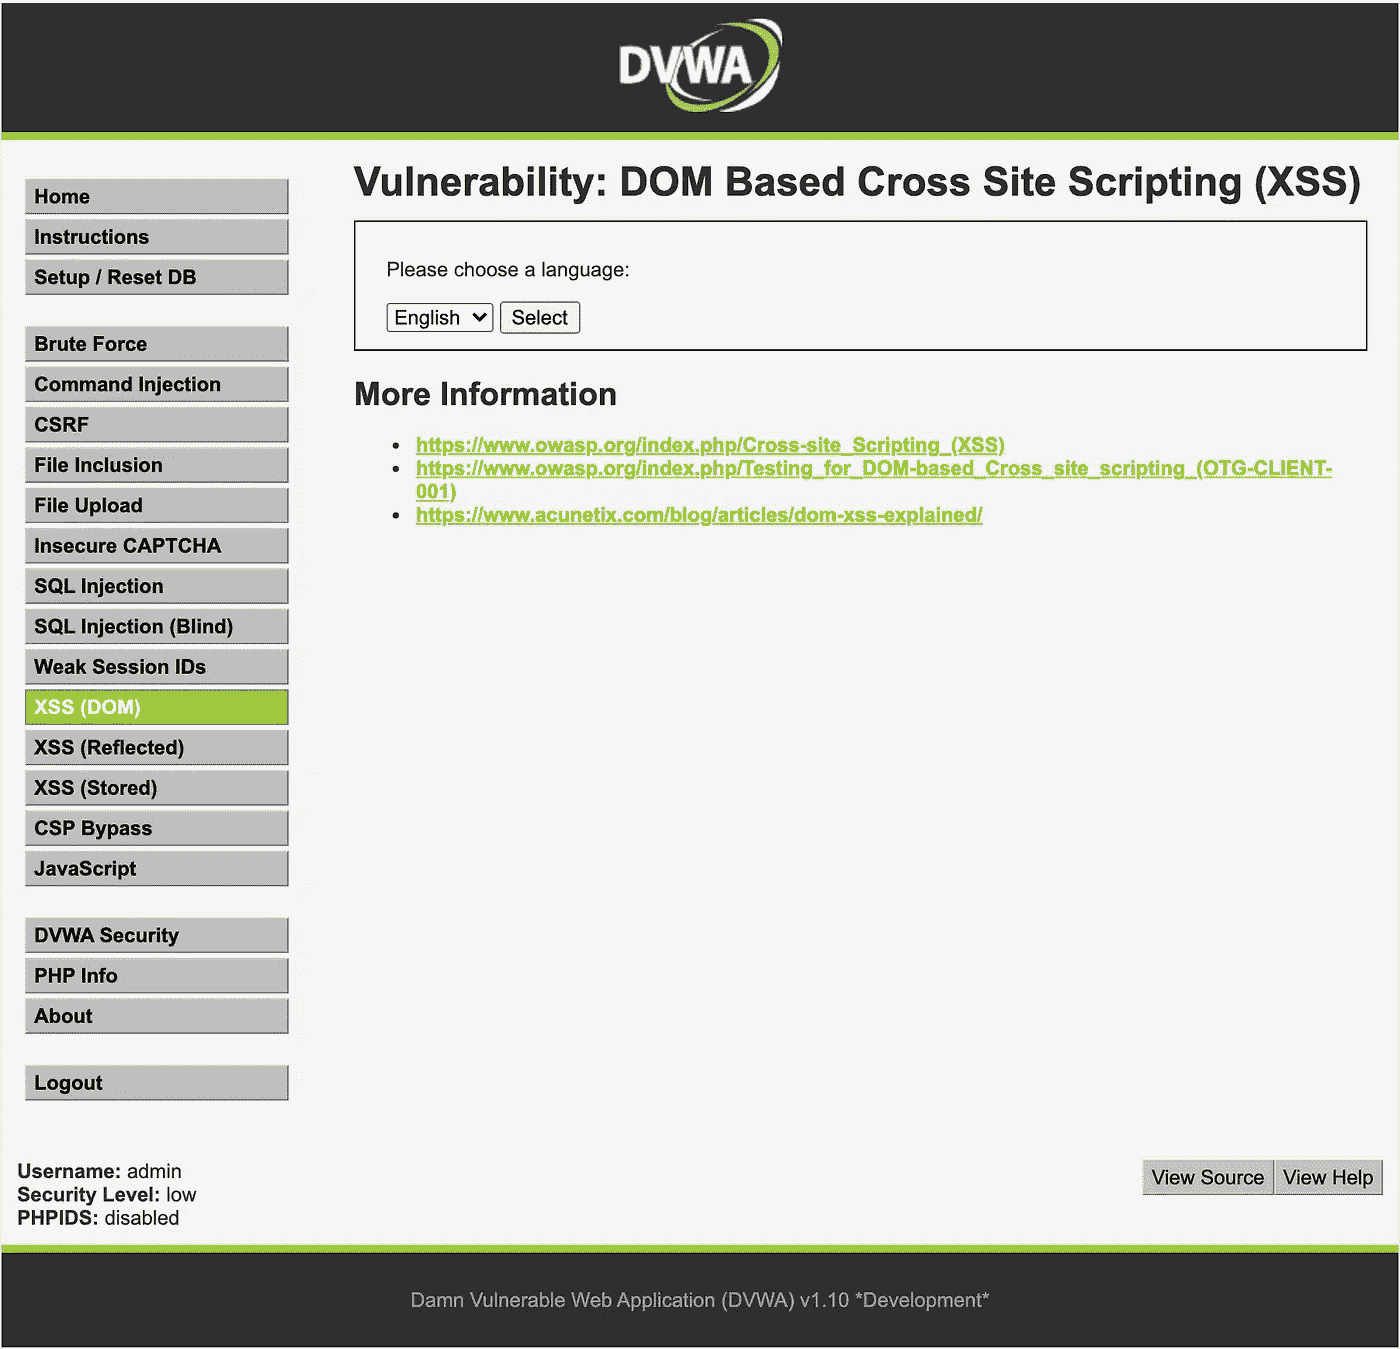 DVWA
Home
Instructions
Setup / Reset DB
Brute Force
Command Injection
CSRF
File Inclusion
File Upload
Insecure CAPTCHA
SQL Injection
SQL Injection (Blind)
Weak Session IDs
XSS (DOM)
XSS (Reflected)
XSS (Stored)
CSP Bypass
JavaScript
DVWA Security
PHP Info
About
Logout
Vulnerability: DOM Based Cross Site Scripting (XSS)
Please choose a language:
English Select
More Information
https://www.owasp.org/index.php/Cross-site_Scripting_(XSS)
https://www.owasp.org/index.php/Testing_for_DOM-based_Cross_site_scripting_(OTG-CLIENT-
001)
https://www.acunetix.com/blog/articles/dom-xss-explained/
Username: admin
Security Level: low
PHPIDS: disabled
View Source View Help
Damn Vulnerable Web Application (DVWA) v1.10 *Development*